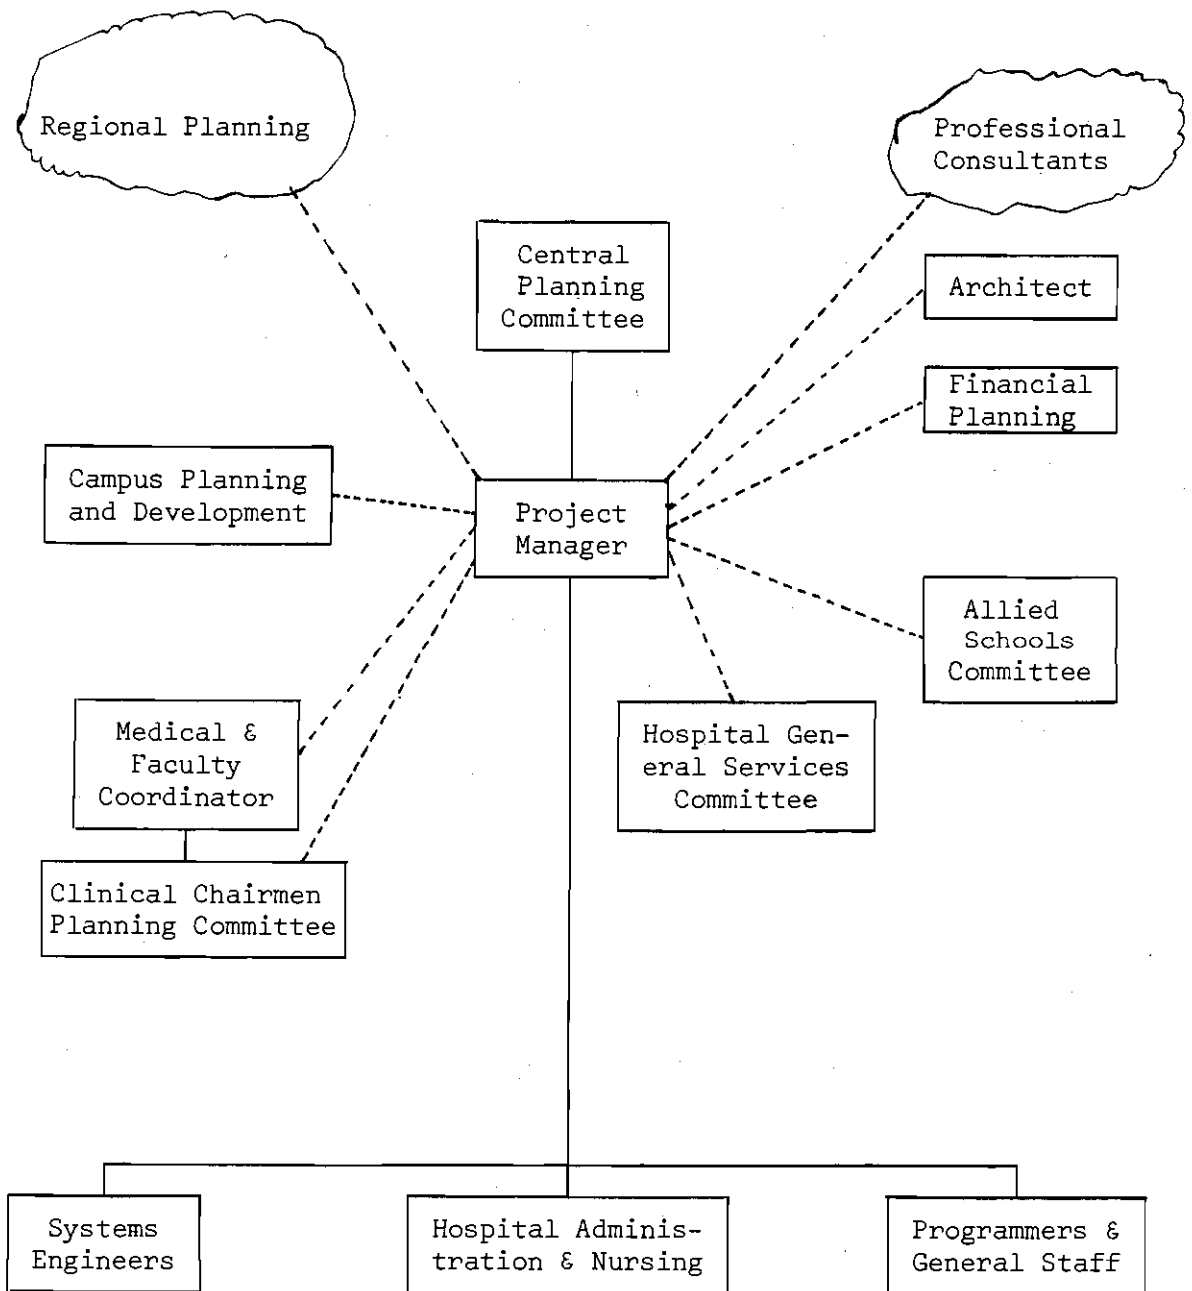 Regional Planning
Professional
Consultants
Central
Planning
Committee
Architect
Financial
Planning
Campus Planning
and Development
Project
Manager
Allied
Schools
Committee
Medical &
Faculty
Coordinator
Hospital Gen-
eral Services
Committee
Clinical Chairmen
Planning Committee
Systems
Engineers
Hospital Adminis-
tration & Nursing
Programmers &
General Staff